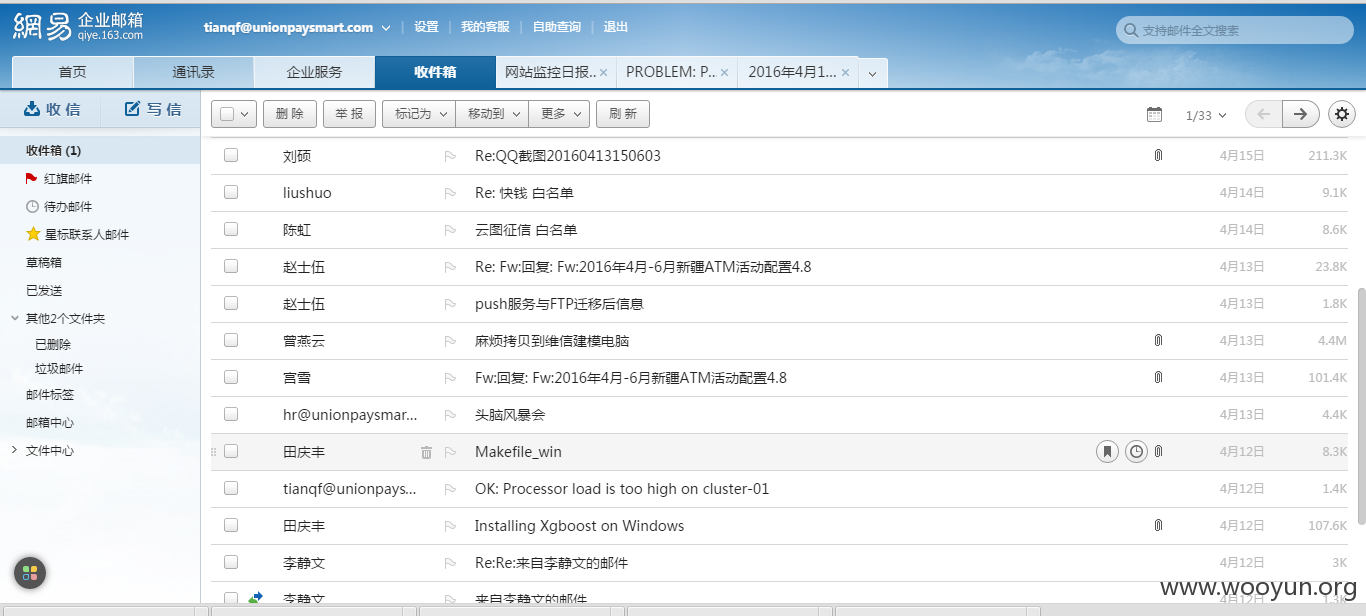 網易 企业邮箱 qiye.163.com
tianqf@unionpaysmart.com 设置 我的客服 自助查询 退出
支持邮件全文搜索
首页 通讯录 企业服务 收件箱 网站监控日报.. PROBLEM: P... 2016年4月1...
收信 写信
删除 举报 标记为 移动到 更多 刷新 1/33
收件箱 (1)
红旗邮件
待办邮件
星标联系人邮件
草稿箱
已发送
其他2个文件夹
已删除
垃圾邮件
邮件标签
邮箱中心
文件中心
刘硕 Re:QQ截图20160413150603 4月15日 211.3K
liushuo Re: 快钱 白名单 4月14日 9.1K
陈虹 云图征信 白名单 4月14日 8.6K
赵士伍 Re: Fw:回复: Fw:2016年4月-6月新疆ATM活动配置4.8 4月13日 23.8K
赵士伍 push服务与FTP迁移后信息 4月13日 1.8K
曾燕云 麻烦拷贝到维信建模电脑 4月13日 4.4M
宫雪 Fw:回复: Fw:2016年4月-6月新疆ATM活动配置4.8 4月13日 101.4K
hr@unionpaysmar... 头脑风暴会 4月13日 4.4K
田庆丰 Makefile_win 4月12日 8.3K
tianqf@unionpays... OK: Processor load is too high on cluster-01 4月12日 1.4K
田庆丰 Installing Xgboost on Windows 4月12日 107.6K
李静文 Re:Re:来自李静文的邮件 4月12日 3K
李静文 来自李静文的邮件 4月12日 1.3K
www.wooyun.org